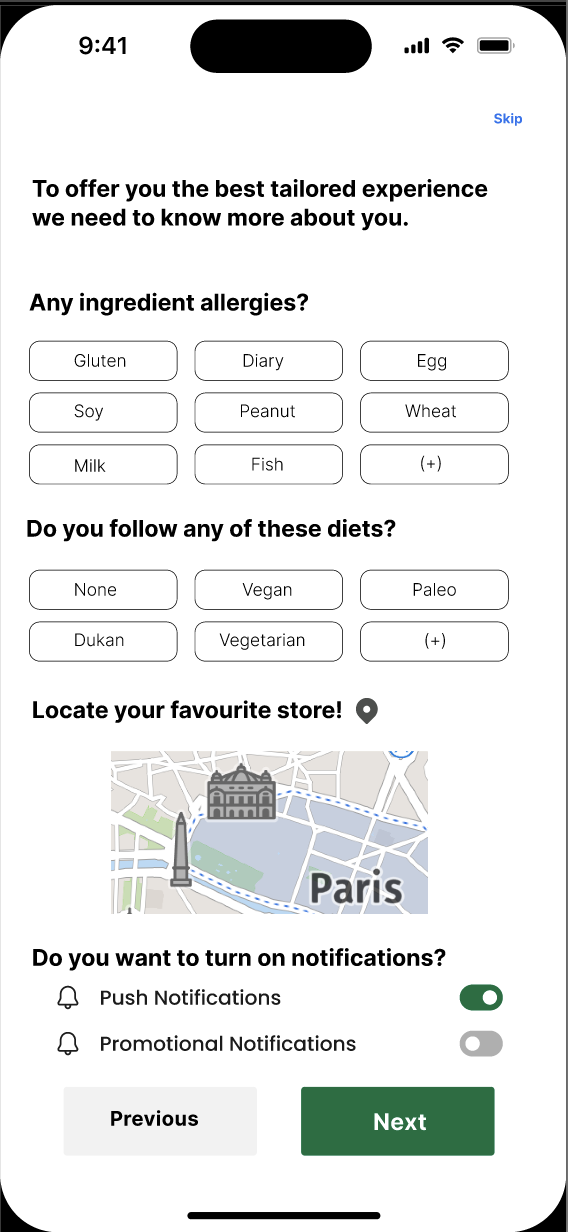 9:41
Skip
To offer you the best tailored experience
we need to know more about you.
Any ingredient allergies?
Gluten Diary Egg
Soy Peanut Wheat
Milk Fish (+)
Do you follow any of these diets?
None Vegan Paleo
Dukan Vegetarian (+)
Locate your favourite store!
Paris
Do you want to turn on notifications?
Push Notifications
Promotional Notifications
Previous Next